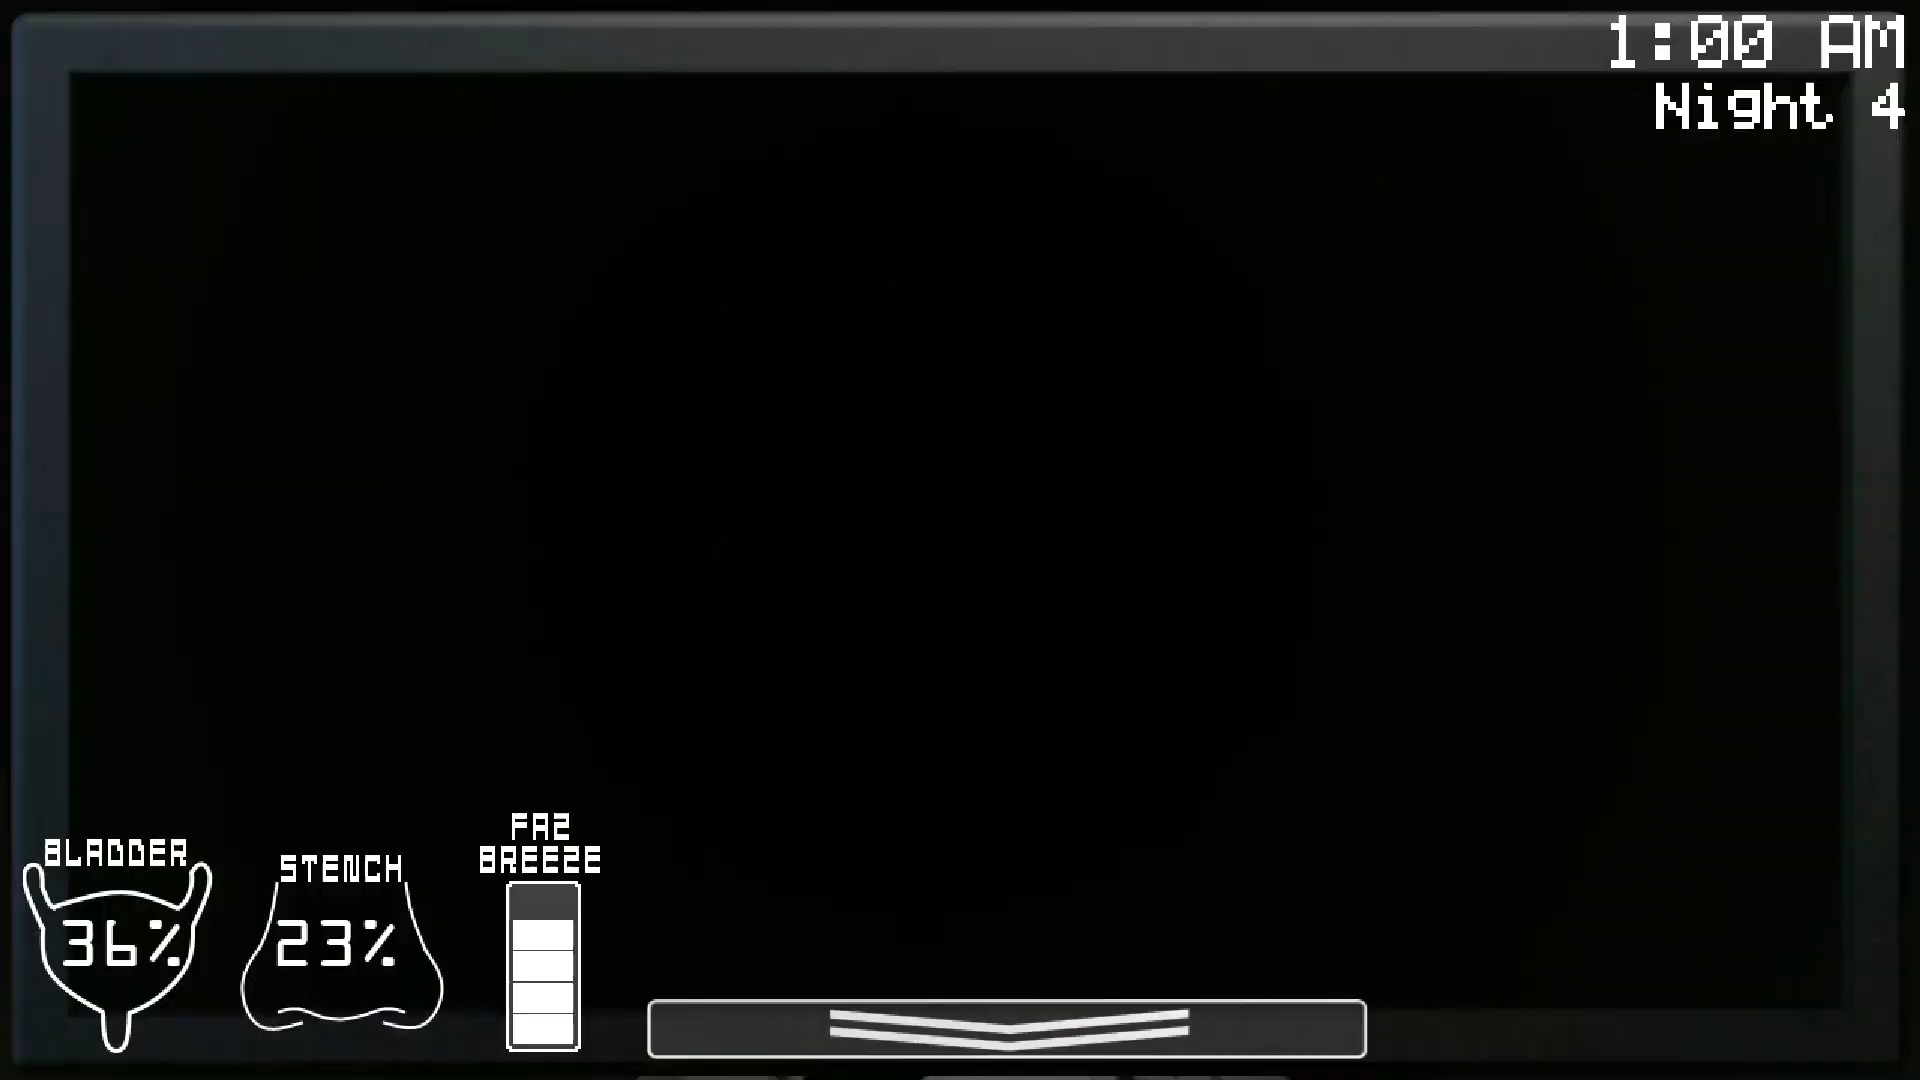 1:00 AM
Night 4
BLADDER
36%
STENCH
23%
FAZ
BREEZE